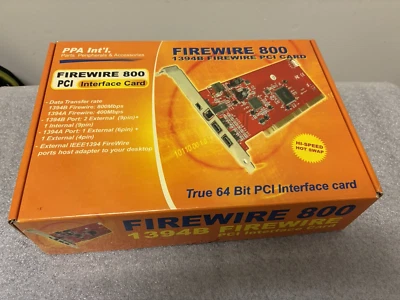 PPA Int'l.
Parts, Peripherals & Accessories
FIREWIRE 800
PCI Interface Card
FIREWIRE 800
1394B FIREWIRE PCI CARD
- Data Transfer rate
1394B Firewire: 800Mbps
1394A Firewire: 400Mbps
- 1394B Port: 2 External (9pin)+
1 Internal (9pin)
- 1394A Port: 1 External (6pin) +
1 External (4pin)
- External IEEE1394 FireWire
ports host adapter to your desktop
HI-SPEED
HOT SWAP
True 64 Bit PCI Interface card
FIREWIRE 800
1394B FIREWIRE
PCI Interface Card